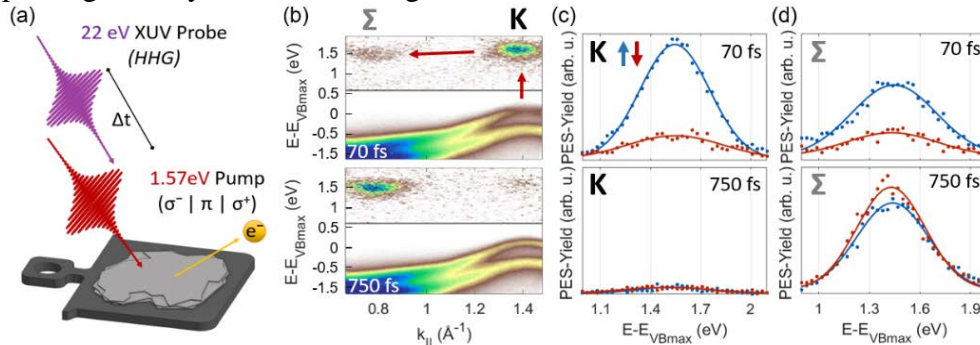 (a)
22 eV XUV Probe
(HHG)
Δt
1.57eV Pump
(σ⁻ | π | σ⁺)
e⁻
(b)
Σ
K
E-E_VBmax (eV)
1.5
0.5
0
-0.5
-1.5
70 fs
E-E_VBmax (eV)
1.5
0.5
0
-0.5
-1.5
750 fs
0.8
1
1.2
1.4
k_|| (Å⁻¹)
(c)
K
70 fs
PES-Yield (arb. u.)
K
750 fs
PES-Yield (arb. u.)
1.1
1.4
1.7
2
E-E_VBmax (eV)
(d)
Σ
70 fs
PES-Yield (arb. u.)
Σ
750 fs
PES-Yield (arb. u.)
1
1.3
1.6
1.9
E-E_VBmax (eV)